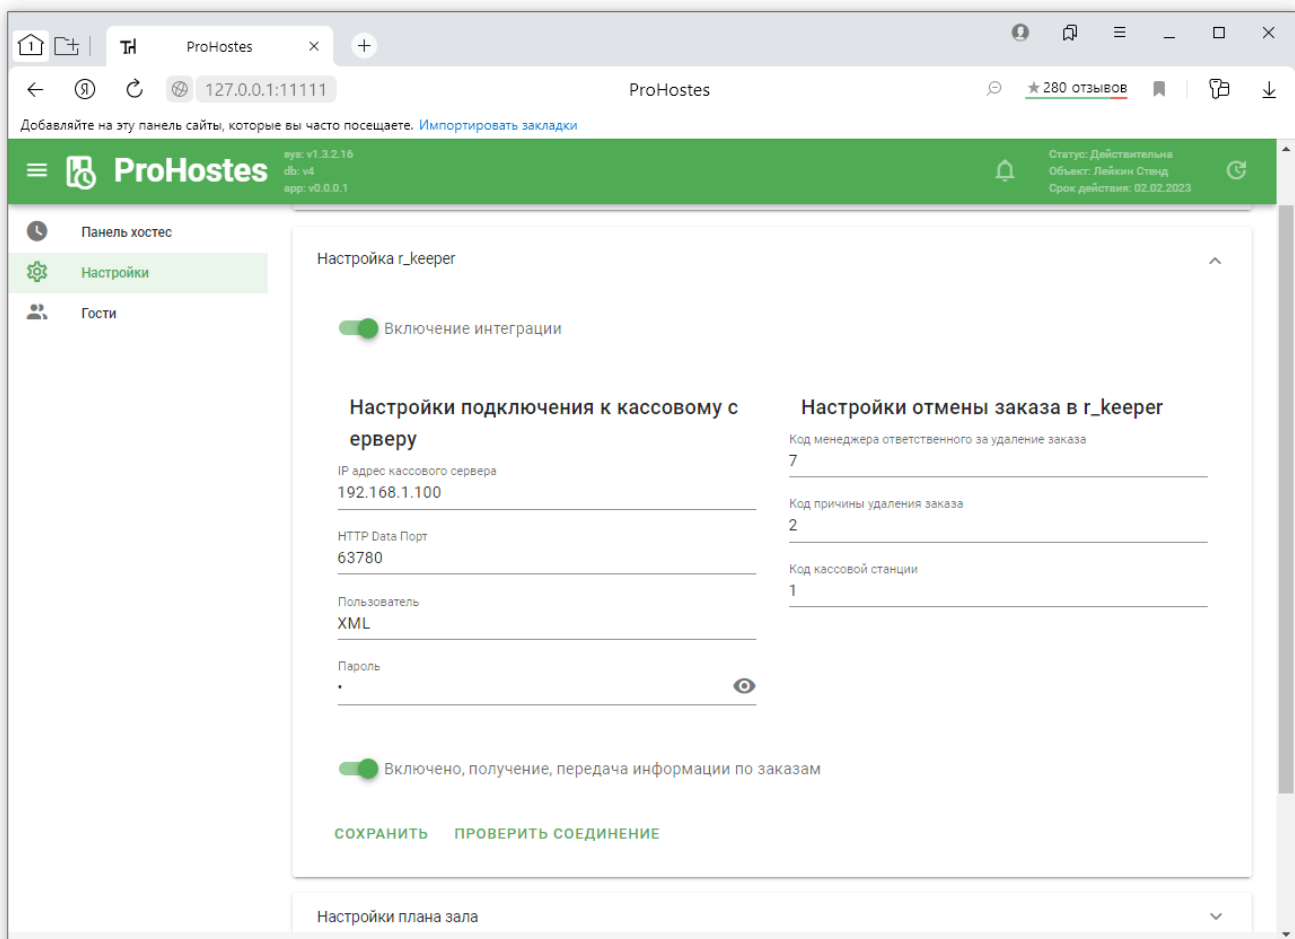 1
ProHostes
127.0.0.1:11111
ProHostes
280 отзывов
Добавляйте на эту панель сайты, которые вы часто посещаете. Импортировать закладки
ProHostes
sys: v1.3.2.16
db: v4
app: v0.0.0.1
Статус: Действительна
Объект: Лейкин Стенд
Срок действия: 02.02.2023
Панель хостес
Настройки
Гости
Настройка r_keeper
Включение интеграции
Настройки подключения к кассовому с
ерверу
IP адрес кассового сервера
192.168.1.100
HTTP Data Порт
63780
Пользователь
XML
Пароль
•
Настройки отмены заказа в r_keeper
Код менеджера ответственного за удаление заказа
7
Код причины удаления заказа
2
Код кассовой станции
1
Включено, получение, передача информации по заказам
СОХРАНИТЬ ПРОВЕРИТЬ СОЕДИНЕНИЕ
Настройки плана зала